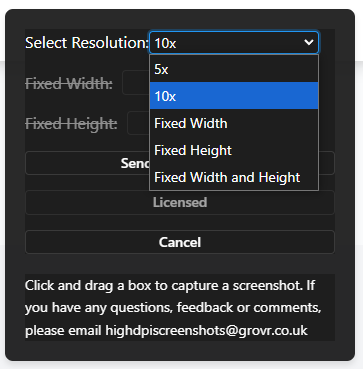 Select Resolution: 10x
5x
10x
Fixed Width: 
Fixed Width
Fixed Height
Fixed Height:
Fixed Width and Height
Send
Licensed
Cancel
Click and drag a box to capture a screenshot. If
you have any questions, feedback or comments,
please email highdpiscreenshots@grovr.co.uk